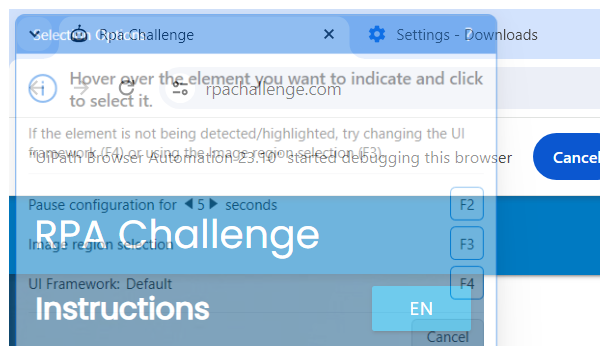 Selection Options
?
Rpa Challenge
Settings - Downloads
Hover over the element you want to indicate and click
to select it.
rpachallenge.com
If the element is not being detected/highlighted, try changing the UI
framework (F4) or using the Image region selection (F3).
"UiPath Browser Automation 23.10" started debugging this browser
Cancel
Pause configuration for 5 seconds
F2
RPA Challenge
Image region selection
F3
UI Framework: Default
F4
Instructions
EN
Cancel